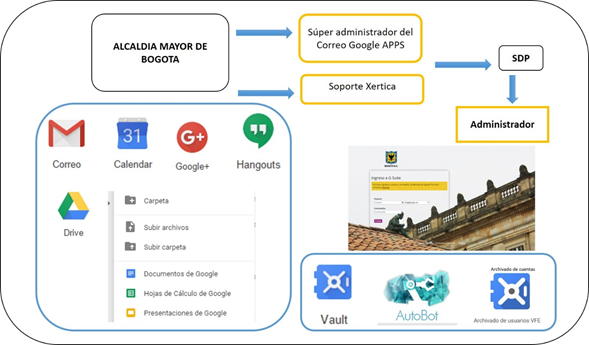 ALCALDIA MAYOR DE
BOGOTA
Súper administrador del
Correo Google APPS
Soporte Xertica
SDP
Administrador
Correo
31
Calendar
G+
Google+
Hangouts
Drive
Carpeta
Subir archivos
Subir carpeta
Documentos de Google
Hojas de Cálculo de Google
Presentaciones de Google
Ingreso a G Suite
Vault
AutoBot
Archivado de cuentas
Archivado de usuarios VFE